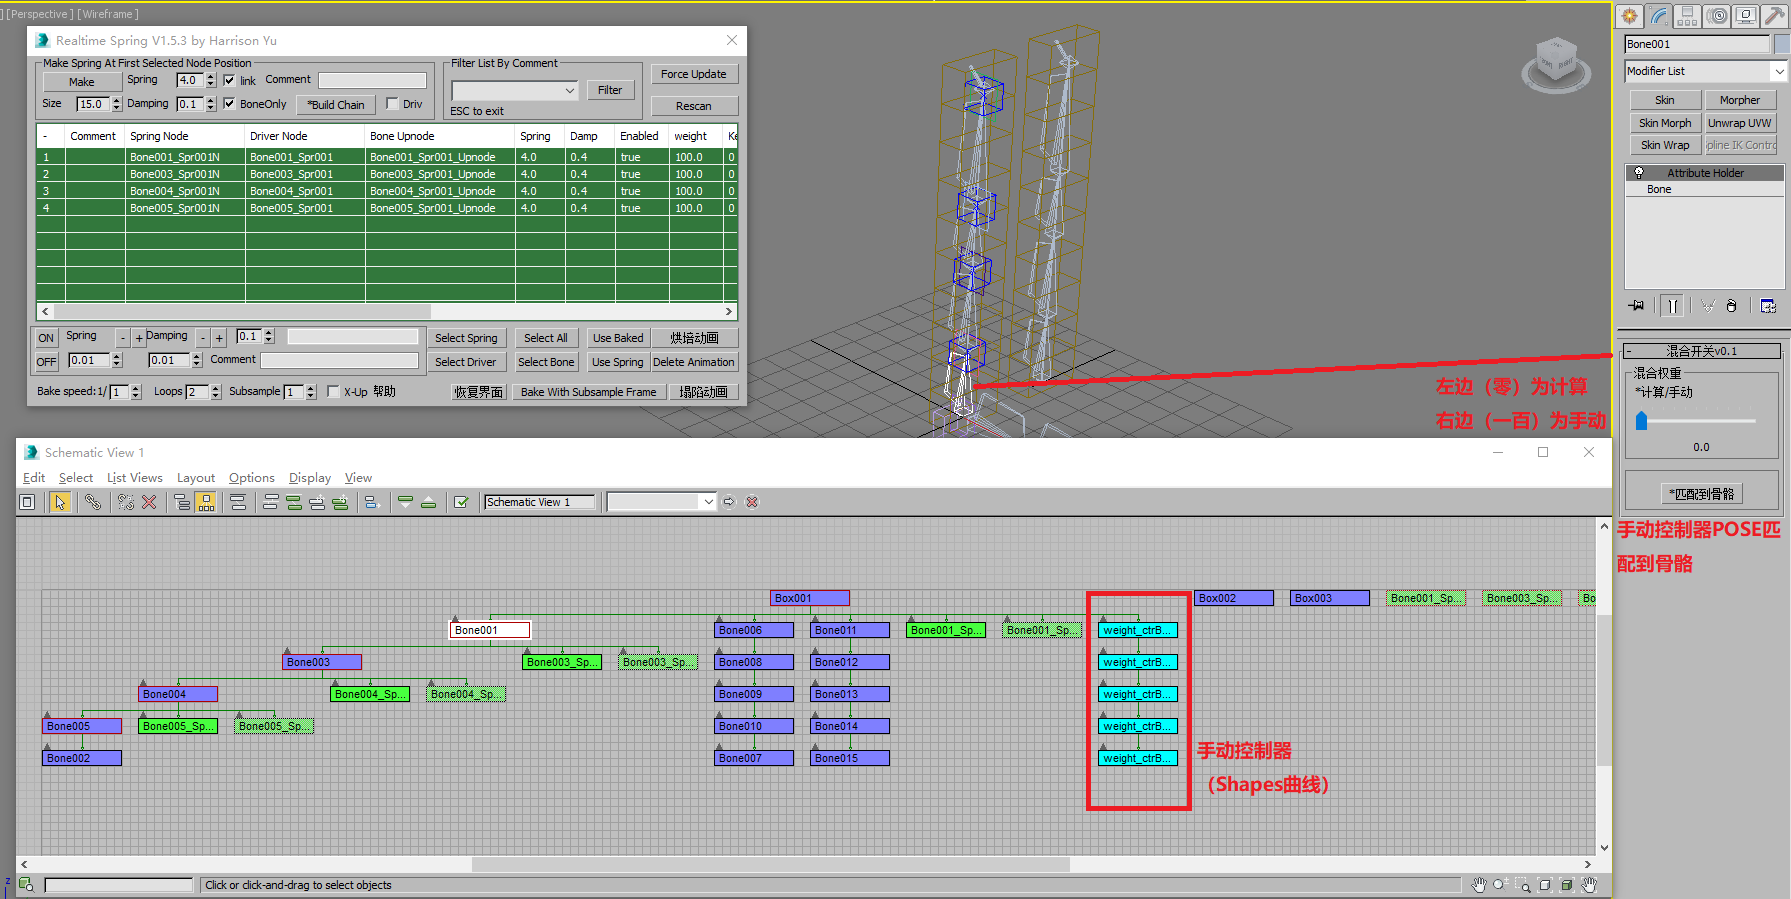 ] [Perspective ] [Wireframe ]
Realtime Spring V1.5.3 by Harrison Yu
Make Spring At First Selected Node Position
Make
Spring
4.0
link
Comment
Size
15.0
Damping
0.1
BoneOnly
*Build Chain
Driv
Filter List By Comment
Filter
ESC to exit
Force Update
Rescan
- Comment Spring Node Driver Node Bone Upnode Spring Damp Enabled weight Ke
1 Bone001_Spr001N Bone001_Spr001 Bone001_Spr001_Upnode 4.0 0.4 true 100.0 0
2 Bone003_Spr001N Bone003_Spr001 Bone003_Spr001_Upnode 4.0 0.4 true 100.0 0
3 Bone004_Spr001N Bone004_Spr001 Bone004_Spr001_Upnode 4.0 0.4 true 100.0 0
4 Bone005_Spr001N Bone005_Spr001 Bone005_Spr001_Upnode 4.0 0.4 true 100.0 0
ON Spring - + Damping - + 0.1 Select Spring Select All Use Baked 烘培动画
OFF 0.01 0.01 Comment Select Driver Select Bone Use Spring Delete Animation
Bake speed:1/ 1 Loops 2 Subsample 1 X-Up 帮助 恢复界面 Bake With Subsample Frame 塌陷动画
左边（零）为计算
右边（一百）为手动
Bone001
Modifier List
Skin Morpher
Skin Morph Unwrap UVW
Skin Wrap pline IK Contro
Attribute Holder
Bone
- 混合开关v0.1
混合权重
*计算/手动
0.0
*匹配到骨骼
手动控制器POSE匹
配到骨骼
Schematic View 1
Edit Select List Views Layout Options Display View
Schematic View 1
Box001 Box002 Box003 Bone001_Sp... Bone003_Sp... Bo
Bone001 Bone006 Bone011 Bone001_Sp... Bone001_Sp... weight_ctrB...
Bone003 Bone003_Sp... Bone003_Sp... Bone008 Bone012 weight_ctrB...
Bone004 Bone004_Sp... Bone004_Sp... Bone009 Bone013 weight_ctrB...
Bone005 Bone005_Sp... Bone005_Sp... Bone010 Bone014 weight_ctrB...
Bone002 Bone007 Bone015 weight_ctrB...
手动控制器
（Shapes曲线）
z
Click or click-and-drag to select objects